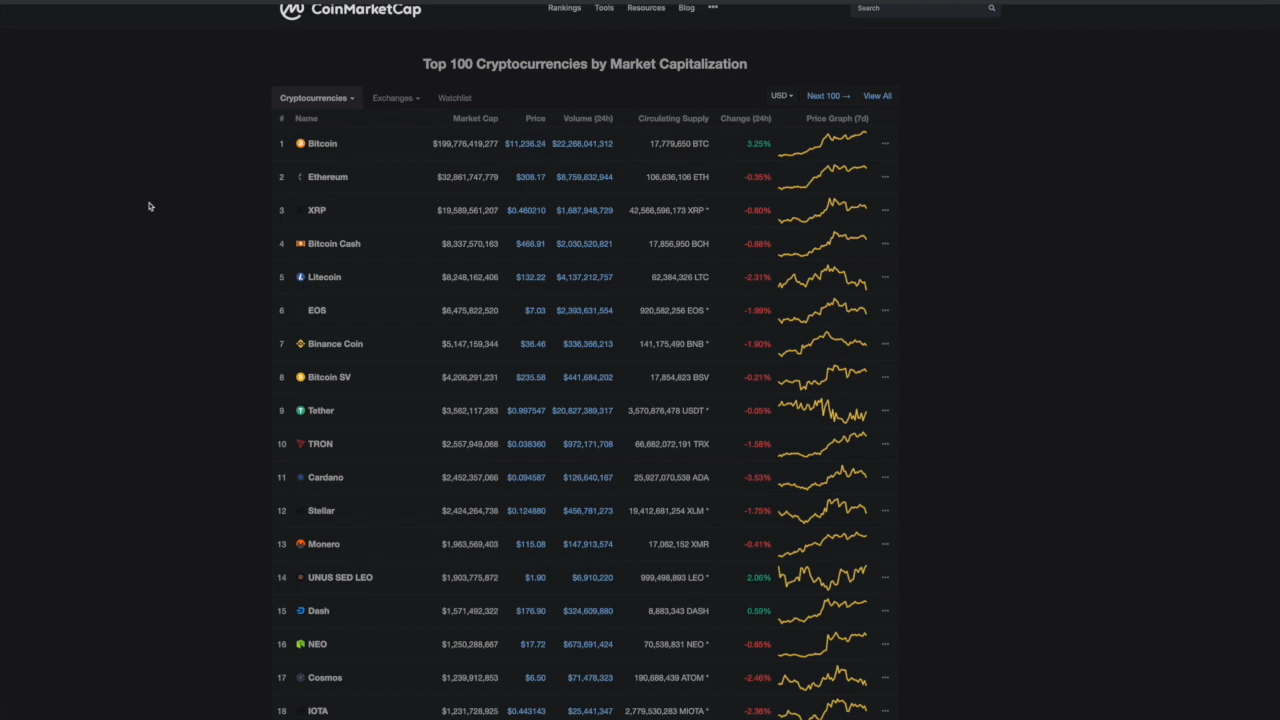 CoinMarketCap Rankings Tools Resources Blog ••• Search
Top 100 Cryptocurrencies by Market Capitalization
Cryptocurrencies Exchanges Watchlist USD Next 100 → View All
# Name Market Cap Price Volume (24h) Circulating Supply Change (24h) Price Graph (7d)
1 Bitcoin $199,776,419,277 $11,236.24 $22,268,041,312 17,779,650 BTC 3.25%
2 Ethereum $32,861,747,779 $308.17 $8,759,832,944 106,636,106 ETH -0.35%
3 XRP $19,589,561,207 $0.460210 $1,687,948,729 42,566,596,173 XRP * -0.60%
4 Bitcoin Cash $8,337,570,163 $466.91 $2,030,520,821 17,856,950 BCH -0.88%
5 Litecoin $8,248,162,406 $132.22 $4,137,212,757 62,384,326 LTC -2.31%
6 EOS $6,475,822,520 $7.03 $2,393,631,554 920,582,256 EOS * -1.99%
7 Binance Coin $5,147,159,344 $36.46 $336,386,213 141,175,490 BNB * -1.90%
8 Bitcoin SV $4,206,291,231 $235.58 $441,684,202 17,854,823 BSV -0.21%
9 Tether $3,562,117,283 $0.997547 $20,827,389,317 3,570,876,478 USDT * -0.05%
10 TRON $2,557,949,068 $0.038360 $972,171,708 66,682,072,191 TRX -1.58%
11 Cardano $2,452,357,066 $0.094587 $126,640,167 25,927,070,538 ADA -3.53%
12 Stellar $2,424,264,738 $0.124880 $456,781,273 19,412,681,254 XLM * -1.75%
13 Monero $1,963,569,403 $115.08 $147,913,574 17,062,152 XMR -0.41%
14 UNUS SED LEO $1,903,775,872 $1.90 $6,910,220 999,498,893 LEO * 2.06%
15 Dash $1,571,492,322 $176.90 $324,609,880 8,883,343 DASH 0.59%
16 NEO $1,250,288,667 $17.72 $673,691,424 70,538,831 NEO * -0.65%
17 Cosmos $1,239,912,853 $6.50 $71,478,323 190,688,439 ATOM * -2.46%
18 IOTA $1,231,728,925 $0.443143 $25,441,347 2,779,530,283 MIOTA * -2.36%